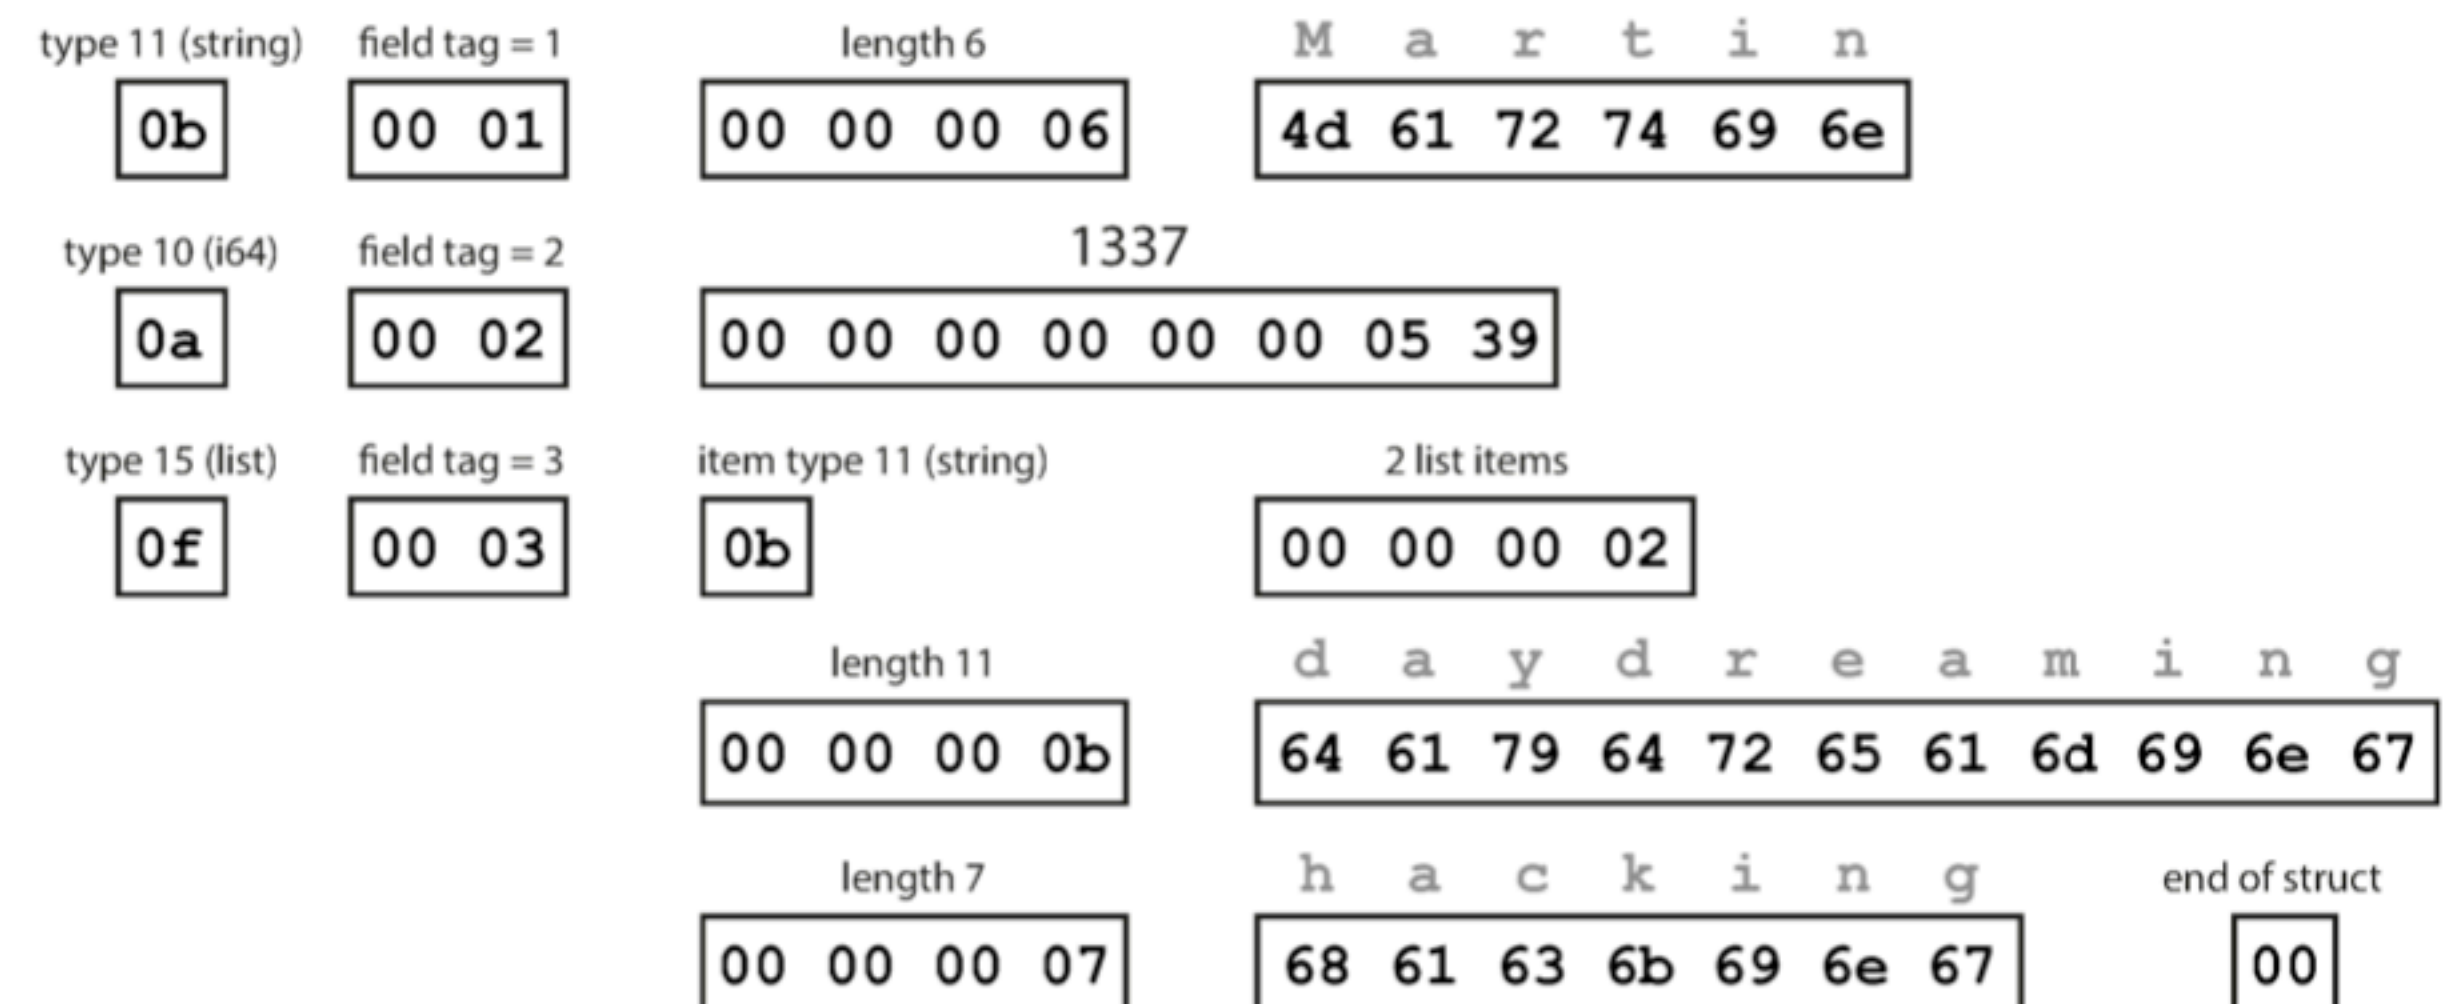 type 11 (string) field tag = 1 length 6 M a r t i n
0b 00 01 00 00 00 06 4d 61 72 74 69 6e
type 10 (i64) field tag = 2 1337
0a 00 02 00 00 00 00 00 00 05 39
type 15 (list) field tag = 3 item type 11 (string) 2 list items
0f 00 03 0b 00 00 00 02
length 11 d a y d r e a m i n g
00 00 00 0b 64 61 79 64 72 65 61 6d 69 6e 67
length 7 h a c k i n g end of struct
00 00 00 07 68 61 63 6b 69 6e 67 00